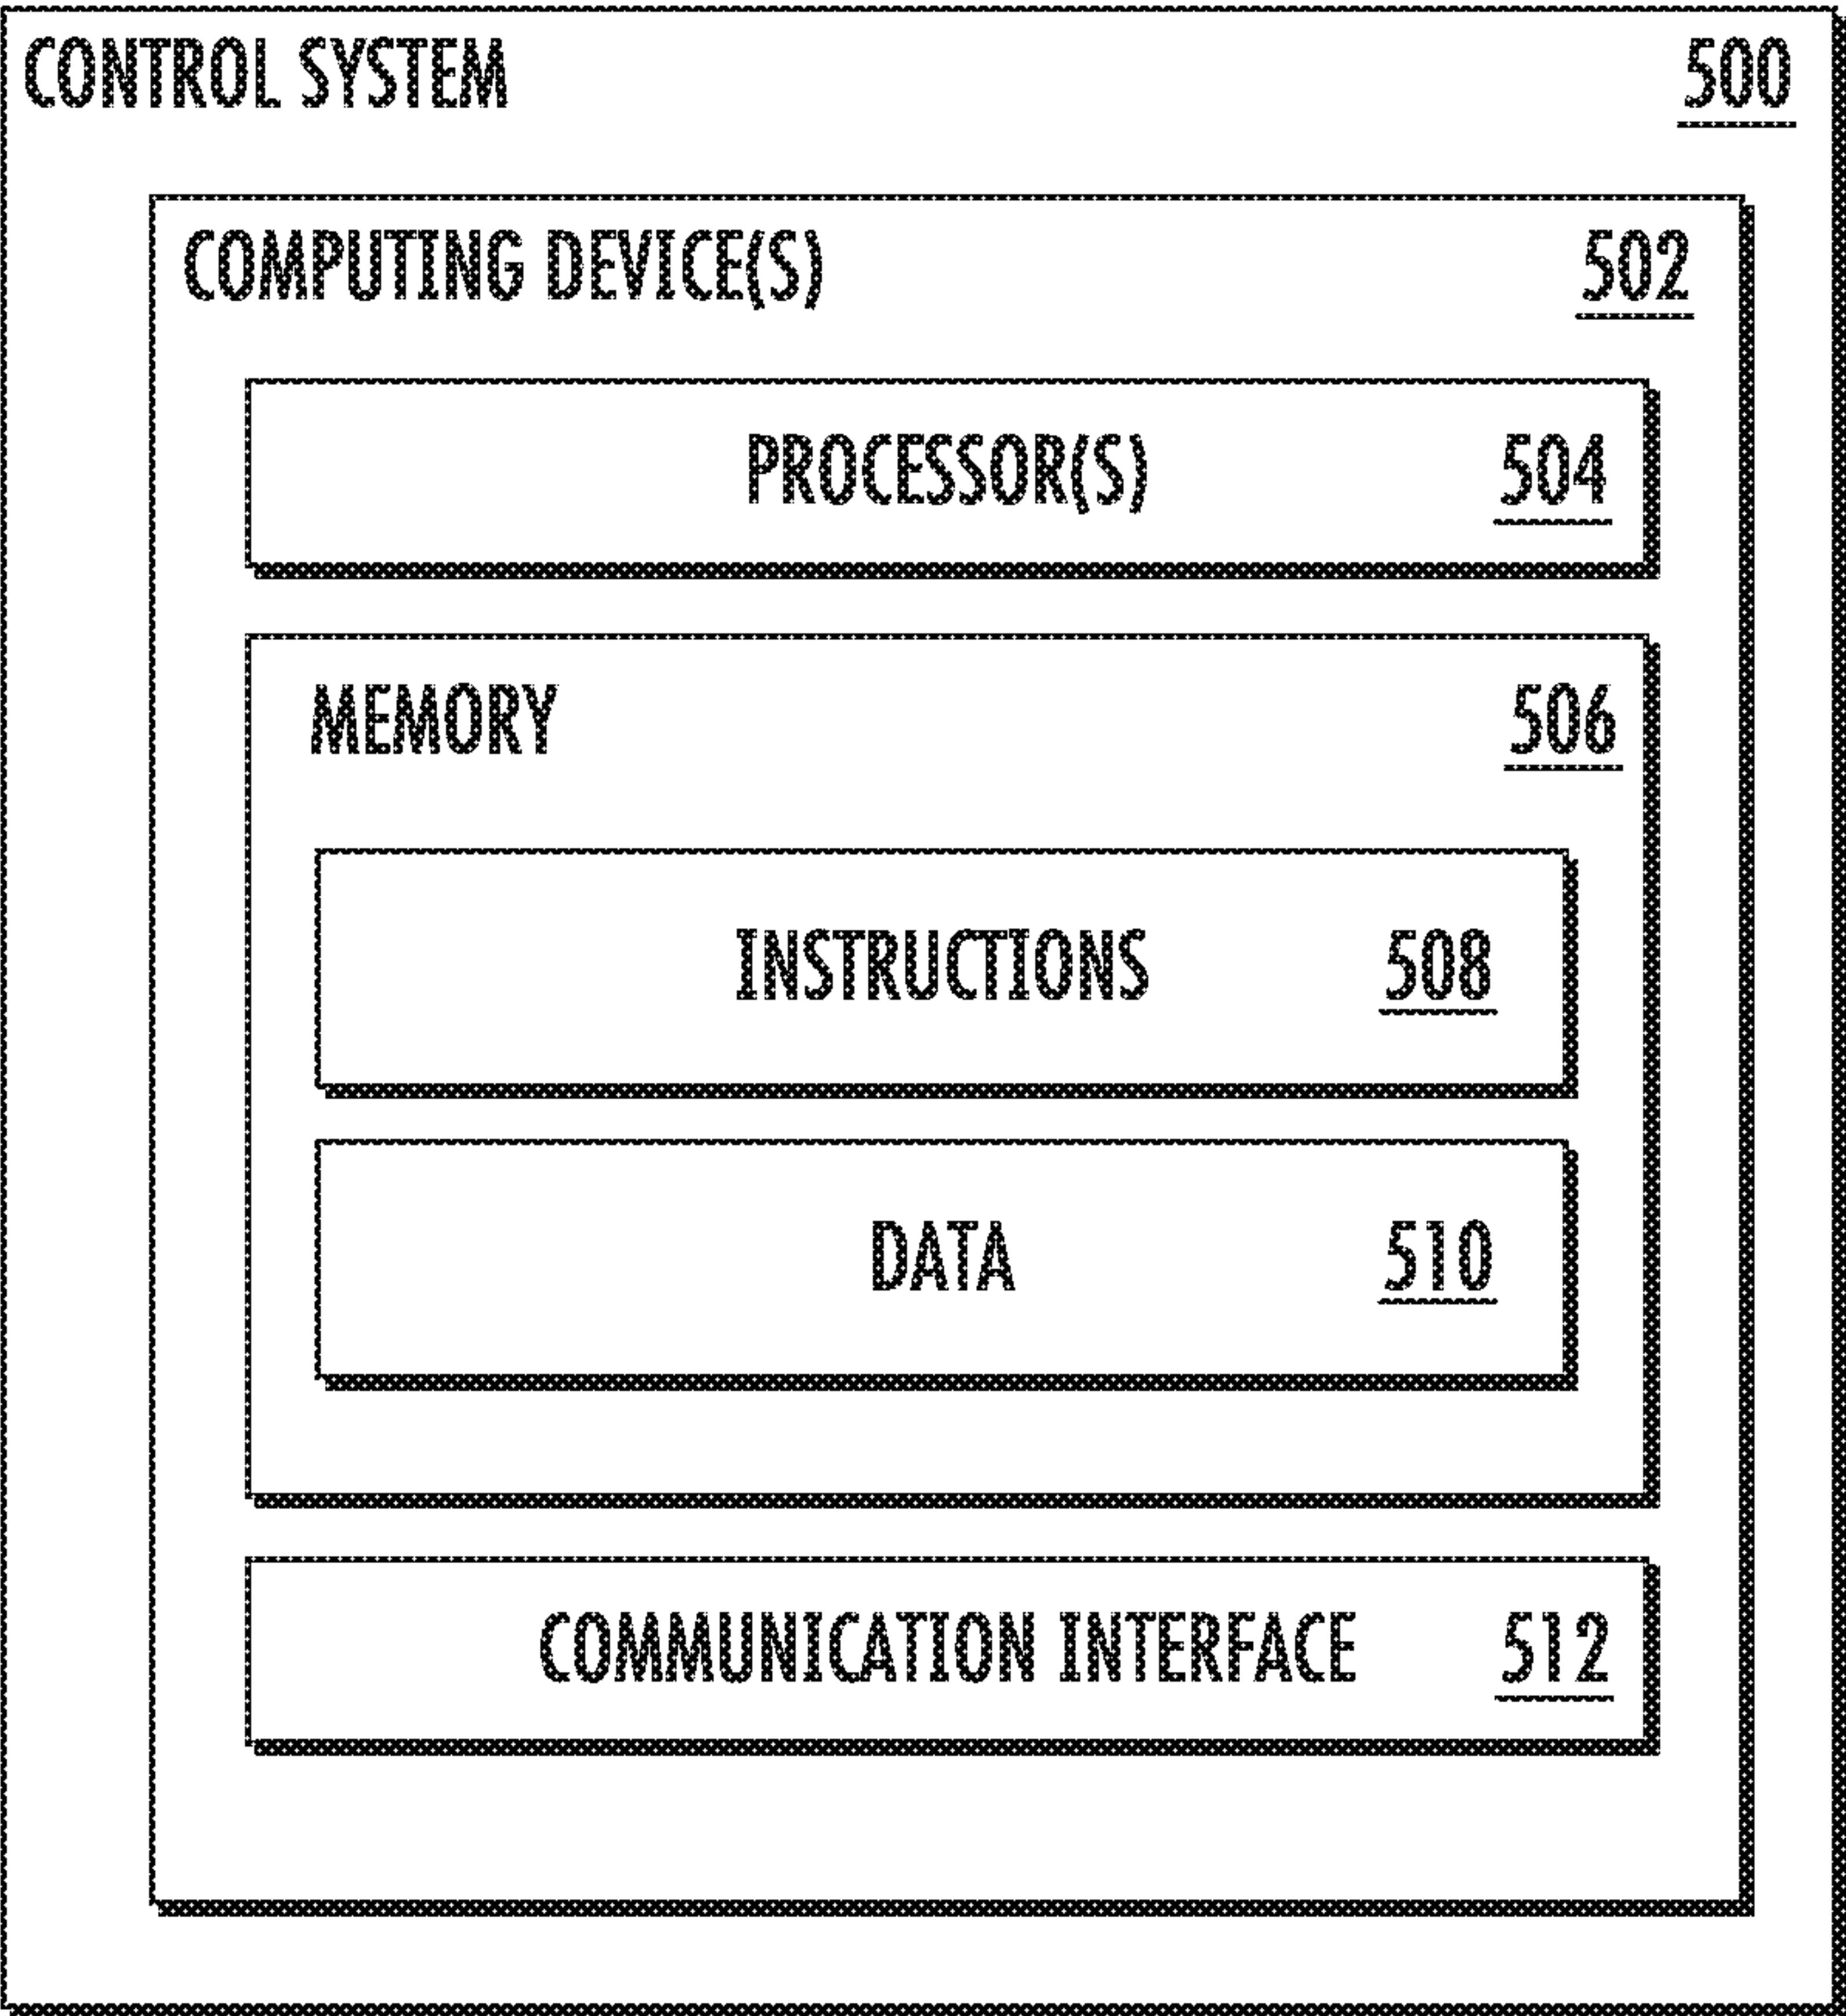 CONTROL SYSTEM 500
COMPUTING DEVICE(S) 502
PROCESSOR(S) 504
MEMORY 506
INSTRUCTIONS 508
DATA 510
COMMUNICATION INTERFACE 512